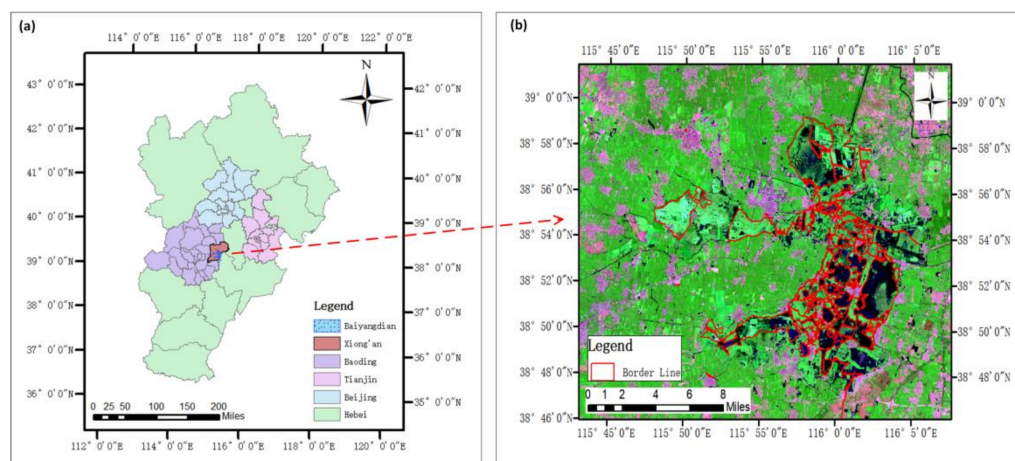 (a)
114° 0′0″E 116° 0′0″E 118° 0′0″E 120° 0′0″E 122° 0′0″E
N
43° 0′0″N
42° 0′0″N
42° 0′0″N
41° 0′0″N
41° 0′0″N
40° 0′0″N
40° 0′0″N
39° 0′0″N
39° 0′0″N
38° 0′0″N
38° 0′0″N
37° 0′0″N
37° 0′0″N
36° 0′0″N
36° 0′0″N
35° 0′0″N
Legend
Baiyangdian
Xiong'an
Baoding
Tianjin
Beijing
Hebei
0 25 50 100 150 200
Miles
112° 0′0″E 114° 0′0″E 116° 0′0″E 118° 0′0″E 120° 0′0″E
(b)
115° 45′0″E 115° 50′0″E 115° 55′0″E 116° 0′0″E 116° 5′0″E
N
39° 0′0″N
39° 0′0″N
38° 58′0″N
38° 58′0″N
38° 56′0″N
38° 56′0″N
38° 54′0″N
38° 54′0″N
38° 52′0″N
38° 52′0″N
38° 50′0″N
38° 50′0″N
38° 48′0″N
38° 48′0″N
38° 46′0″N
Legend
Border Line
0 1 2 4 6 8
Miles
115° 45′0″E 115° 50′0″E 115° 55′0″E 116° 0′0″E 116° 5′0″E